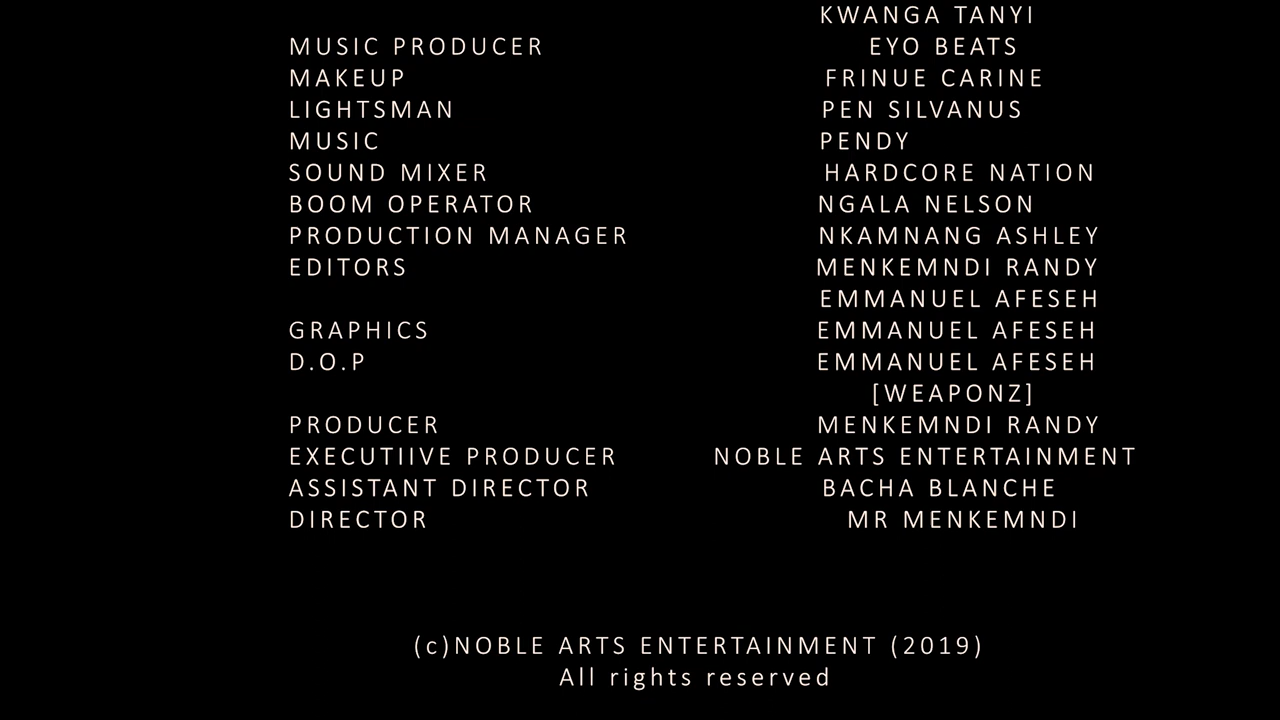 KWANGA TANYI
MUSIC PRODUCER EYO BEATS
MAKEUP FRINUE CARINE
LIGHTSMAN PEN SILVANUS
MUSIC PENDY
SOUND MIXER HARDCORE NATION
BOOM OPERATOR NGALA NELSON
PRODUCTION MANAGER NKAMNANG ASHLEY
EDITORS MENKEMNDI RANDY
EMMANUEL AFESEH
GRAPHICS EMMANUEL AFESEH
D.O.P EMMANUEL AFESEH
[WEAPONZ]
PRODUCER MENKEMNDI RANDY
EXECUTIIVE PRODUCER NOBLE ARTS ENTERTAINMENT
ASSISTANT DIRECTOR BACHA BLANCHE
DIRECTOR MR MENKEMNDI
(c)NOBLE ARTS ENTERTAINMENT (2019)
All rights reserved